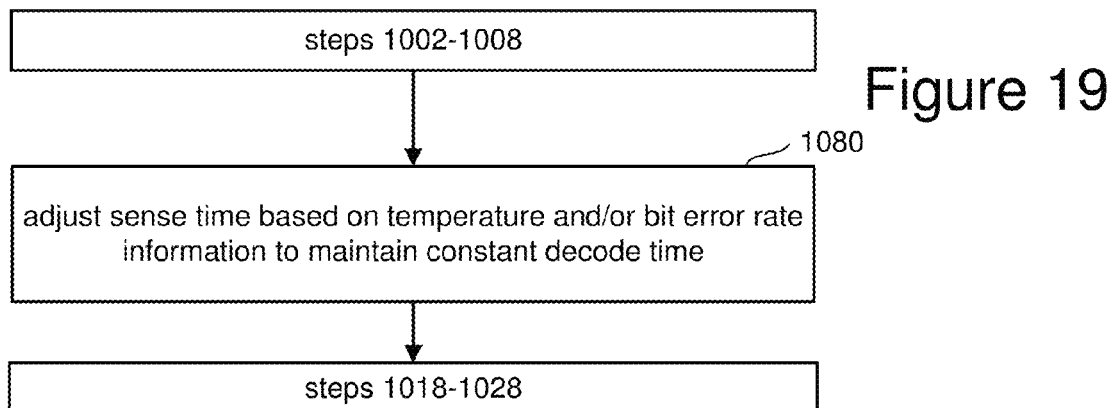 steps 1002-1008
Figure 19
1080
adjust sense time based on temperature and/or bit error rate
information to maintain constant decode time
steps 1018-1028